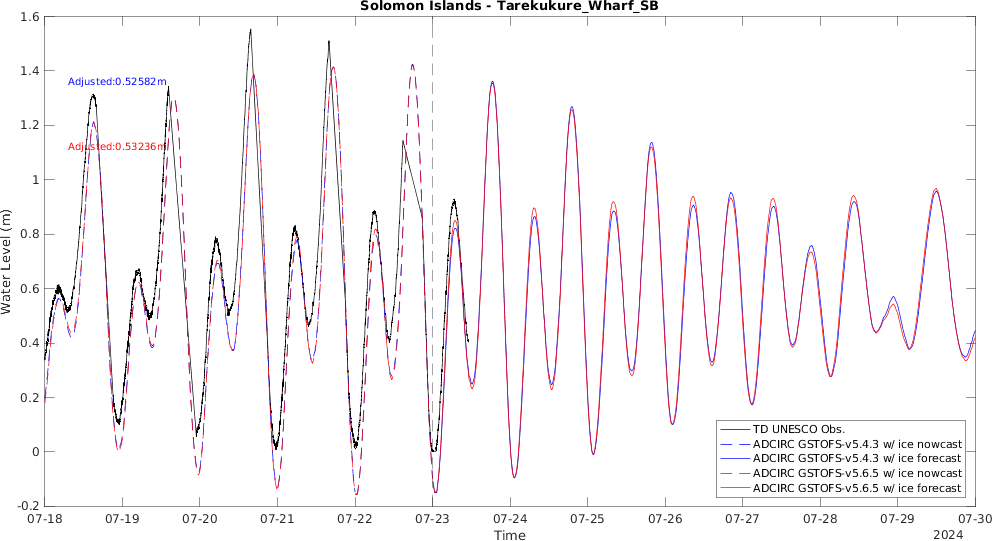 Solomon Islands - Tarekukure_Wharf_SB
1.6
1.4
1.2
1
0.8
0.6
0.4
0.2
0
-0.2
Water Level (m)
Adjusted:0.52582m
Adjusted:0.53236m
TD UNESCO Obs.
ADCIRC GSTOFS-v5.4.3 w/ ice nowcast
ADCIRC GSTOFS-v5.4.3 w/ ice forecast
ADCIRC GSTOFS-v5.6.5 w/ ice nowcast
ADCIRC GSTOFS-v5.6.5 w/ ice forecast
07-18 07-19 07-20 07-21 07-22 07-23 07-24 07-25 07-26 07-27 07-28 07-29 07-30
Time
2024